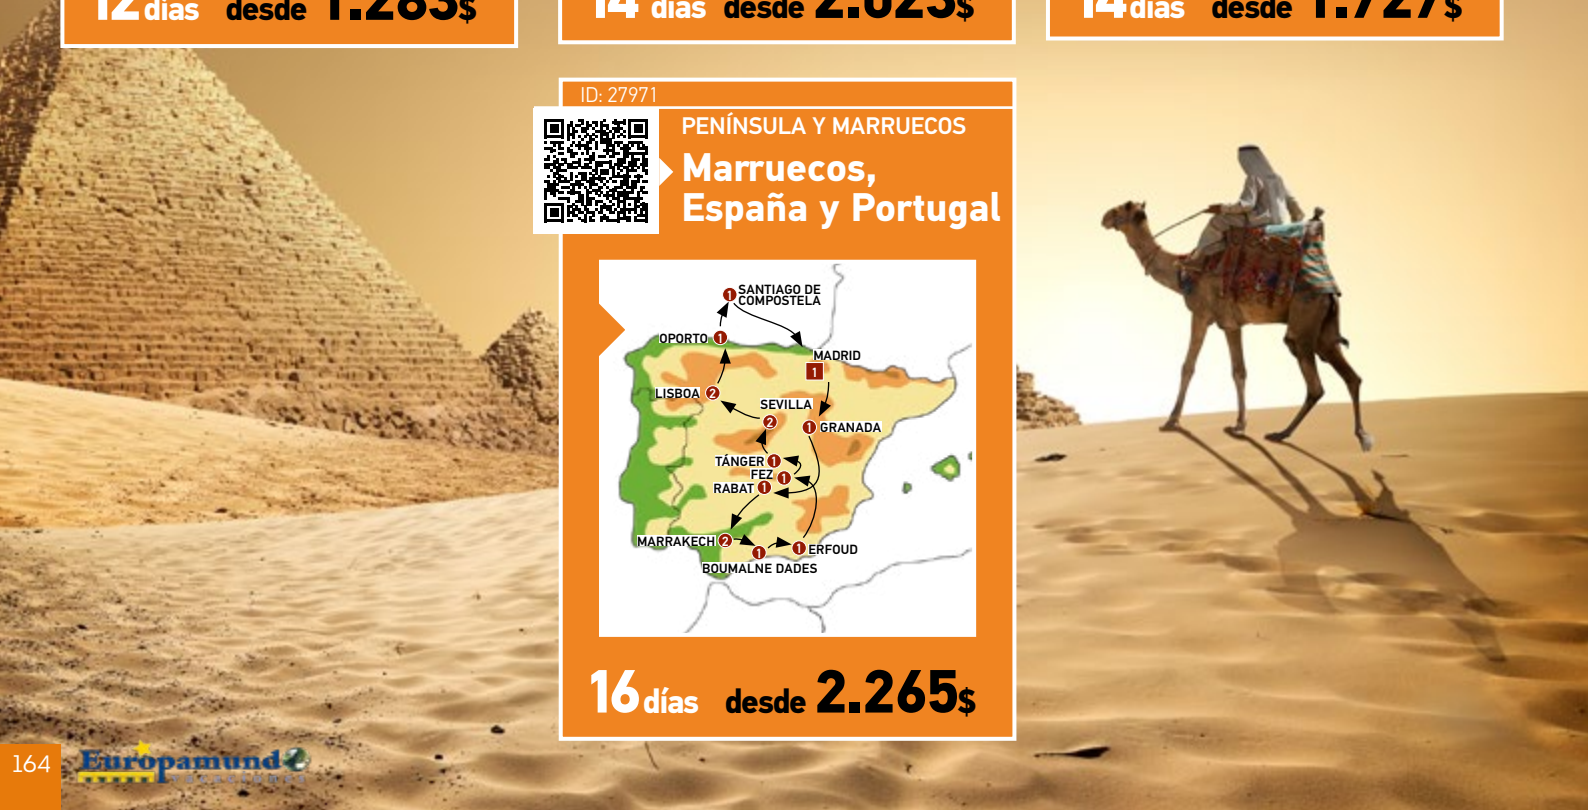 12 días desde 1.283$
14 días desde 2.023$
14 días desde 1.727$
ID: 27971
PENÍNSULA Y MARRUECOS
Marruecos,
España y Portugal
1 SANTIAGO DE
COMPOSTELA
OPORTO 1
MADRID
1
LISBOA 2
SEVILLA
2
1 GRANADA
TÁNGER 1
FEZ 1
RABAT 1
MARRAKECH 2
1
1 ERFOUD
BOUMALNE DADES
16 días desde 2.265$
164
Europamundo